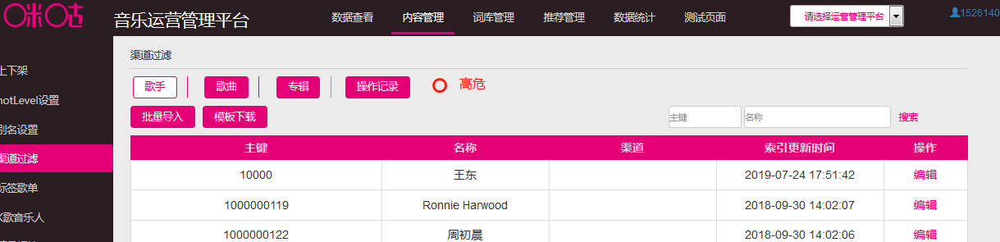 咪咕
音乐运营管理平台 数据查看 内容管理 词库管理 推荐管理 数据统计 测试页面 请选择运营管理平台 1526140
渠道过滤
上下架
hotLevel设置
别名设置
渠道过滤
标签歌单
K歌音乐人
歌手 歌曲 专辑 操作记录 高危
批量导入 模板下载 主键 名称 搜索
主键 名称 渠道 索引更新时间 操作
10000 王东 2019-07-24 17:51:42 编辑
1000000119 Ronnie Harwood 2018-09-30 14:02:07 编辑
1000000122 周初晨 2018-09-30 14:02:06 编辑